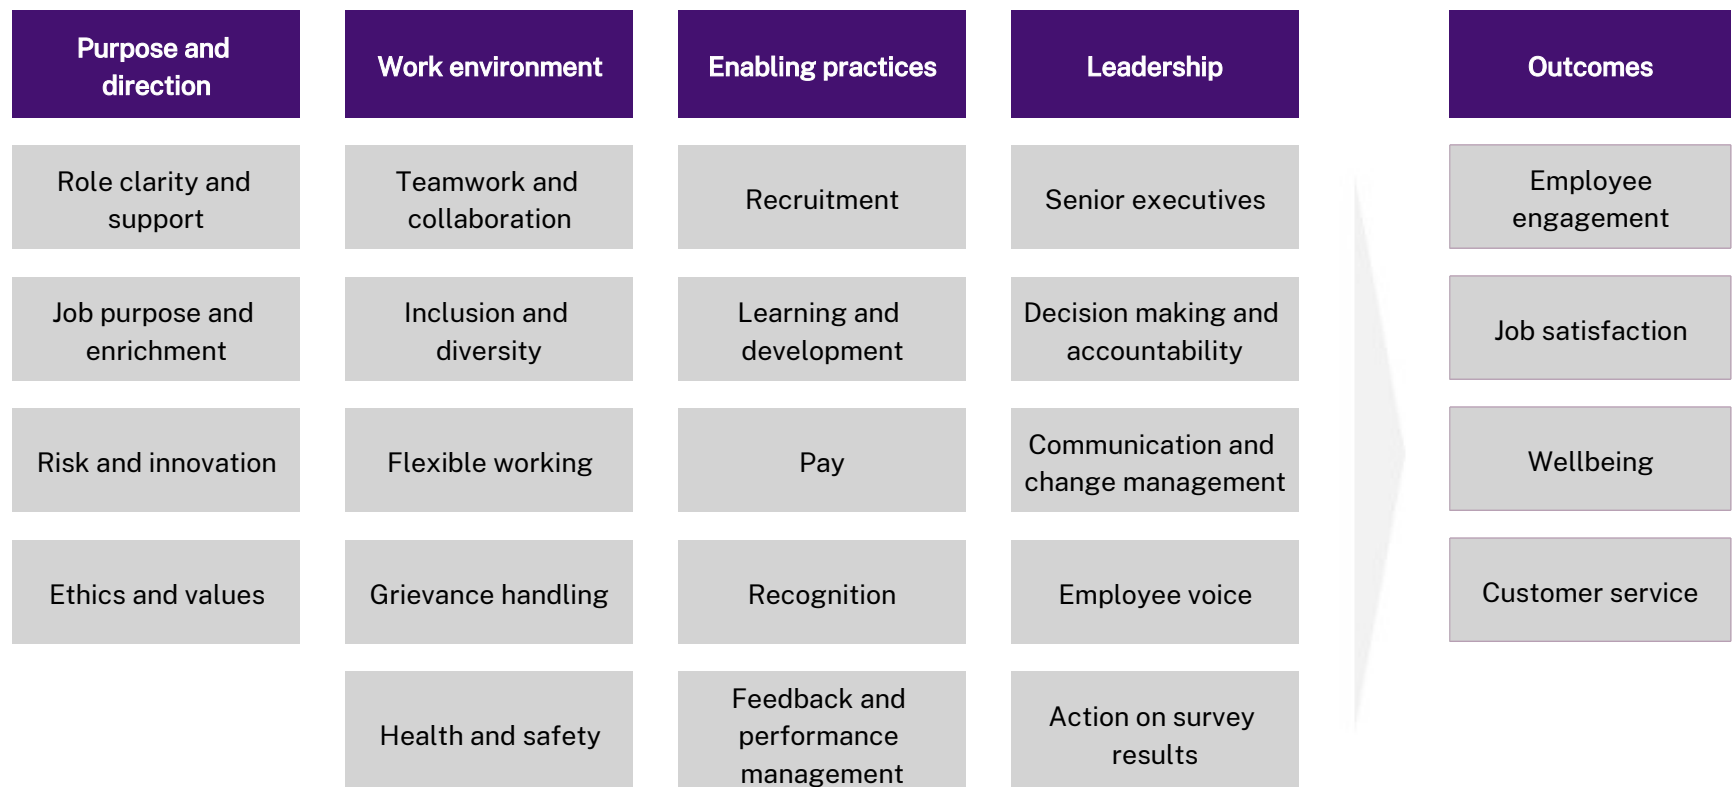 Purpose and
direction
Work environment
Enabling practices
Leadership
Outcomes
Role clarity and
support
Teamwork and
collaboration
Recruitment
Senior executives
Employee
engagement
Job purpose and
enrichment
Inclusion and
diversity
Learning and
development
Decision making and
accountability
Job satisfaction
Risk and innovation
Flexible working
Pay
Communication and
change management
Wellbeing
Ethics and values
Grievance handling
Recognition
Employee voice
Customer service
Health and safety
Feedback and
performance
management
Action on survey
results